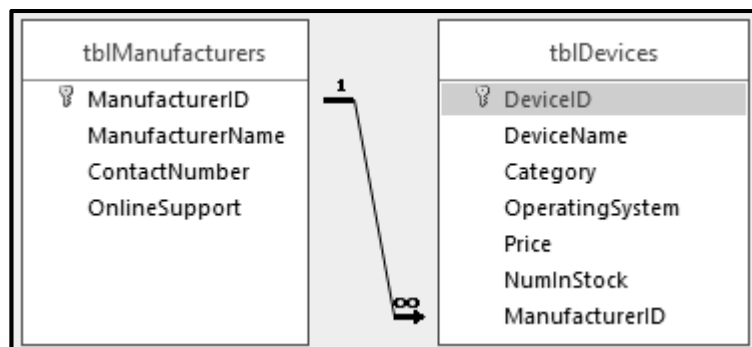 tblManufacturers
ManufacturerID
ManufacturerName
ContactNumber
OnlineSupport
1
∞
tblDevices
DeviceID
DeviceName
Category
OperatingSystem
Price
NumInStock
ManufacturerID